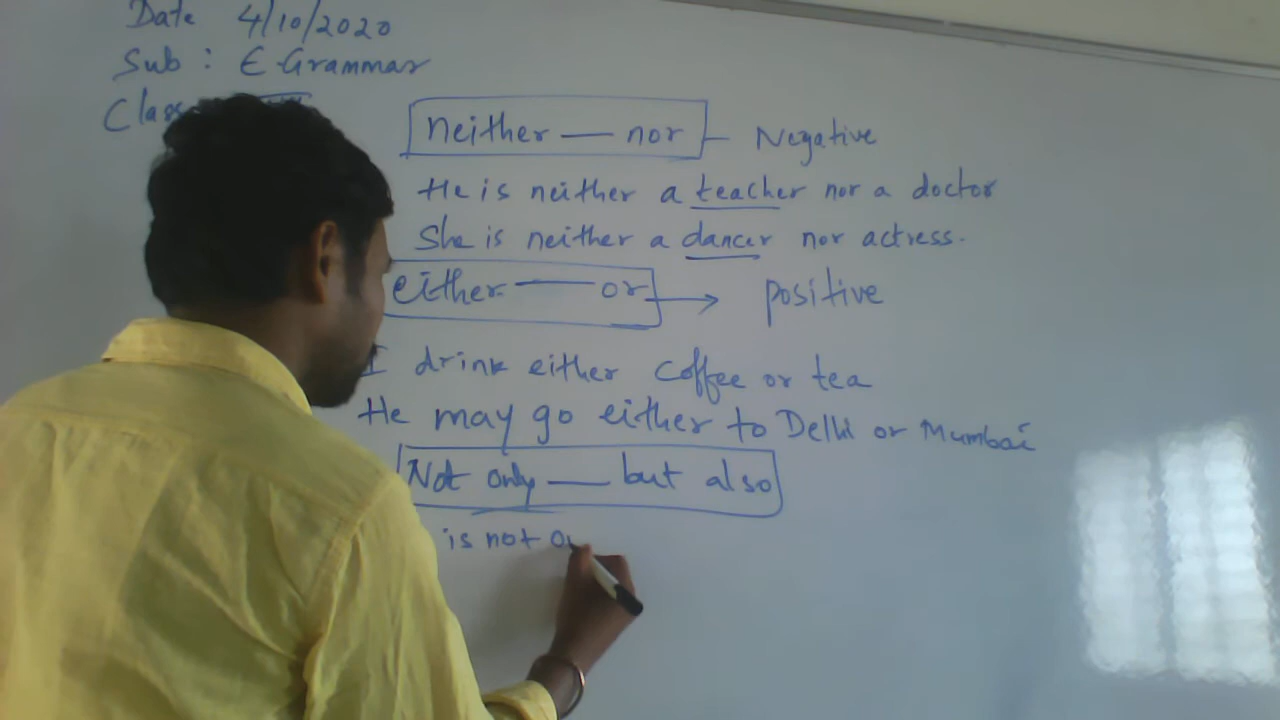 Date 4/10/2020
Sub : E-Grammar
Class
neither — nor - Negative
He is neither a teacher nor a doctor
She is neither a dancer nor actress.
either — or → positive
I drink either coffee or tea
He may go either to Delhi or Mumbai
Not only — but also
is not on